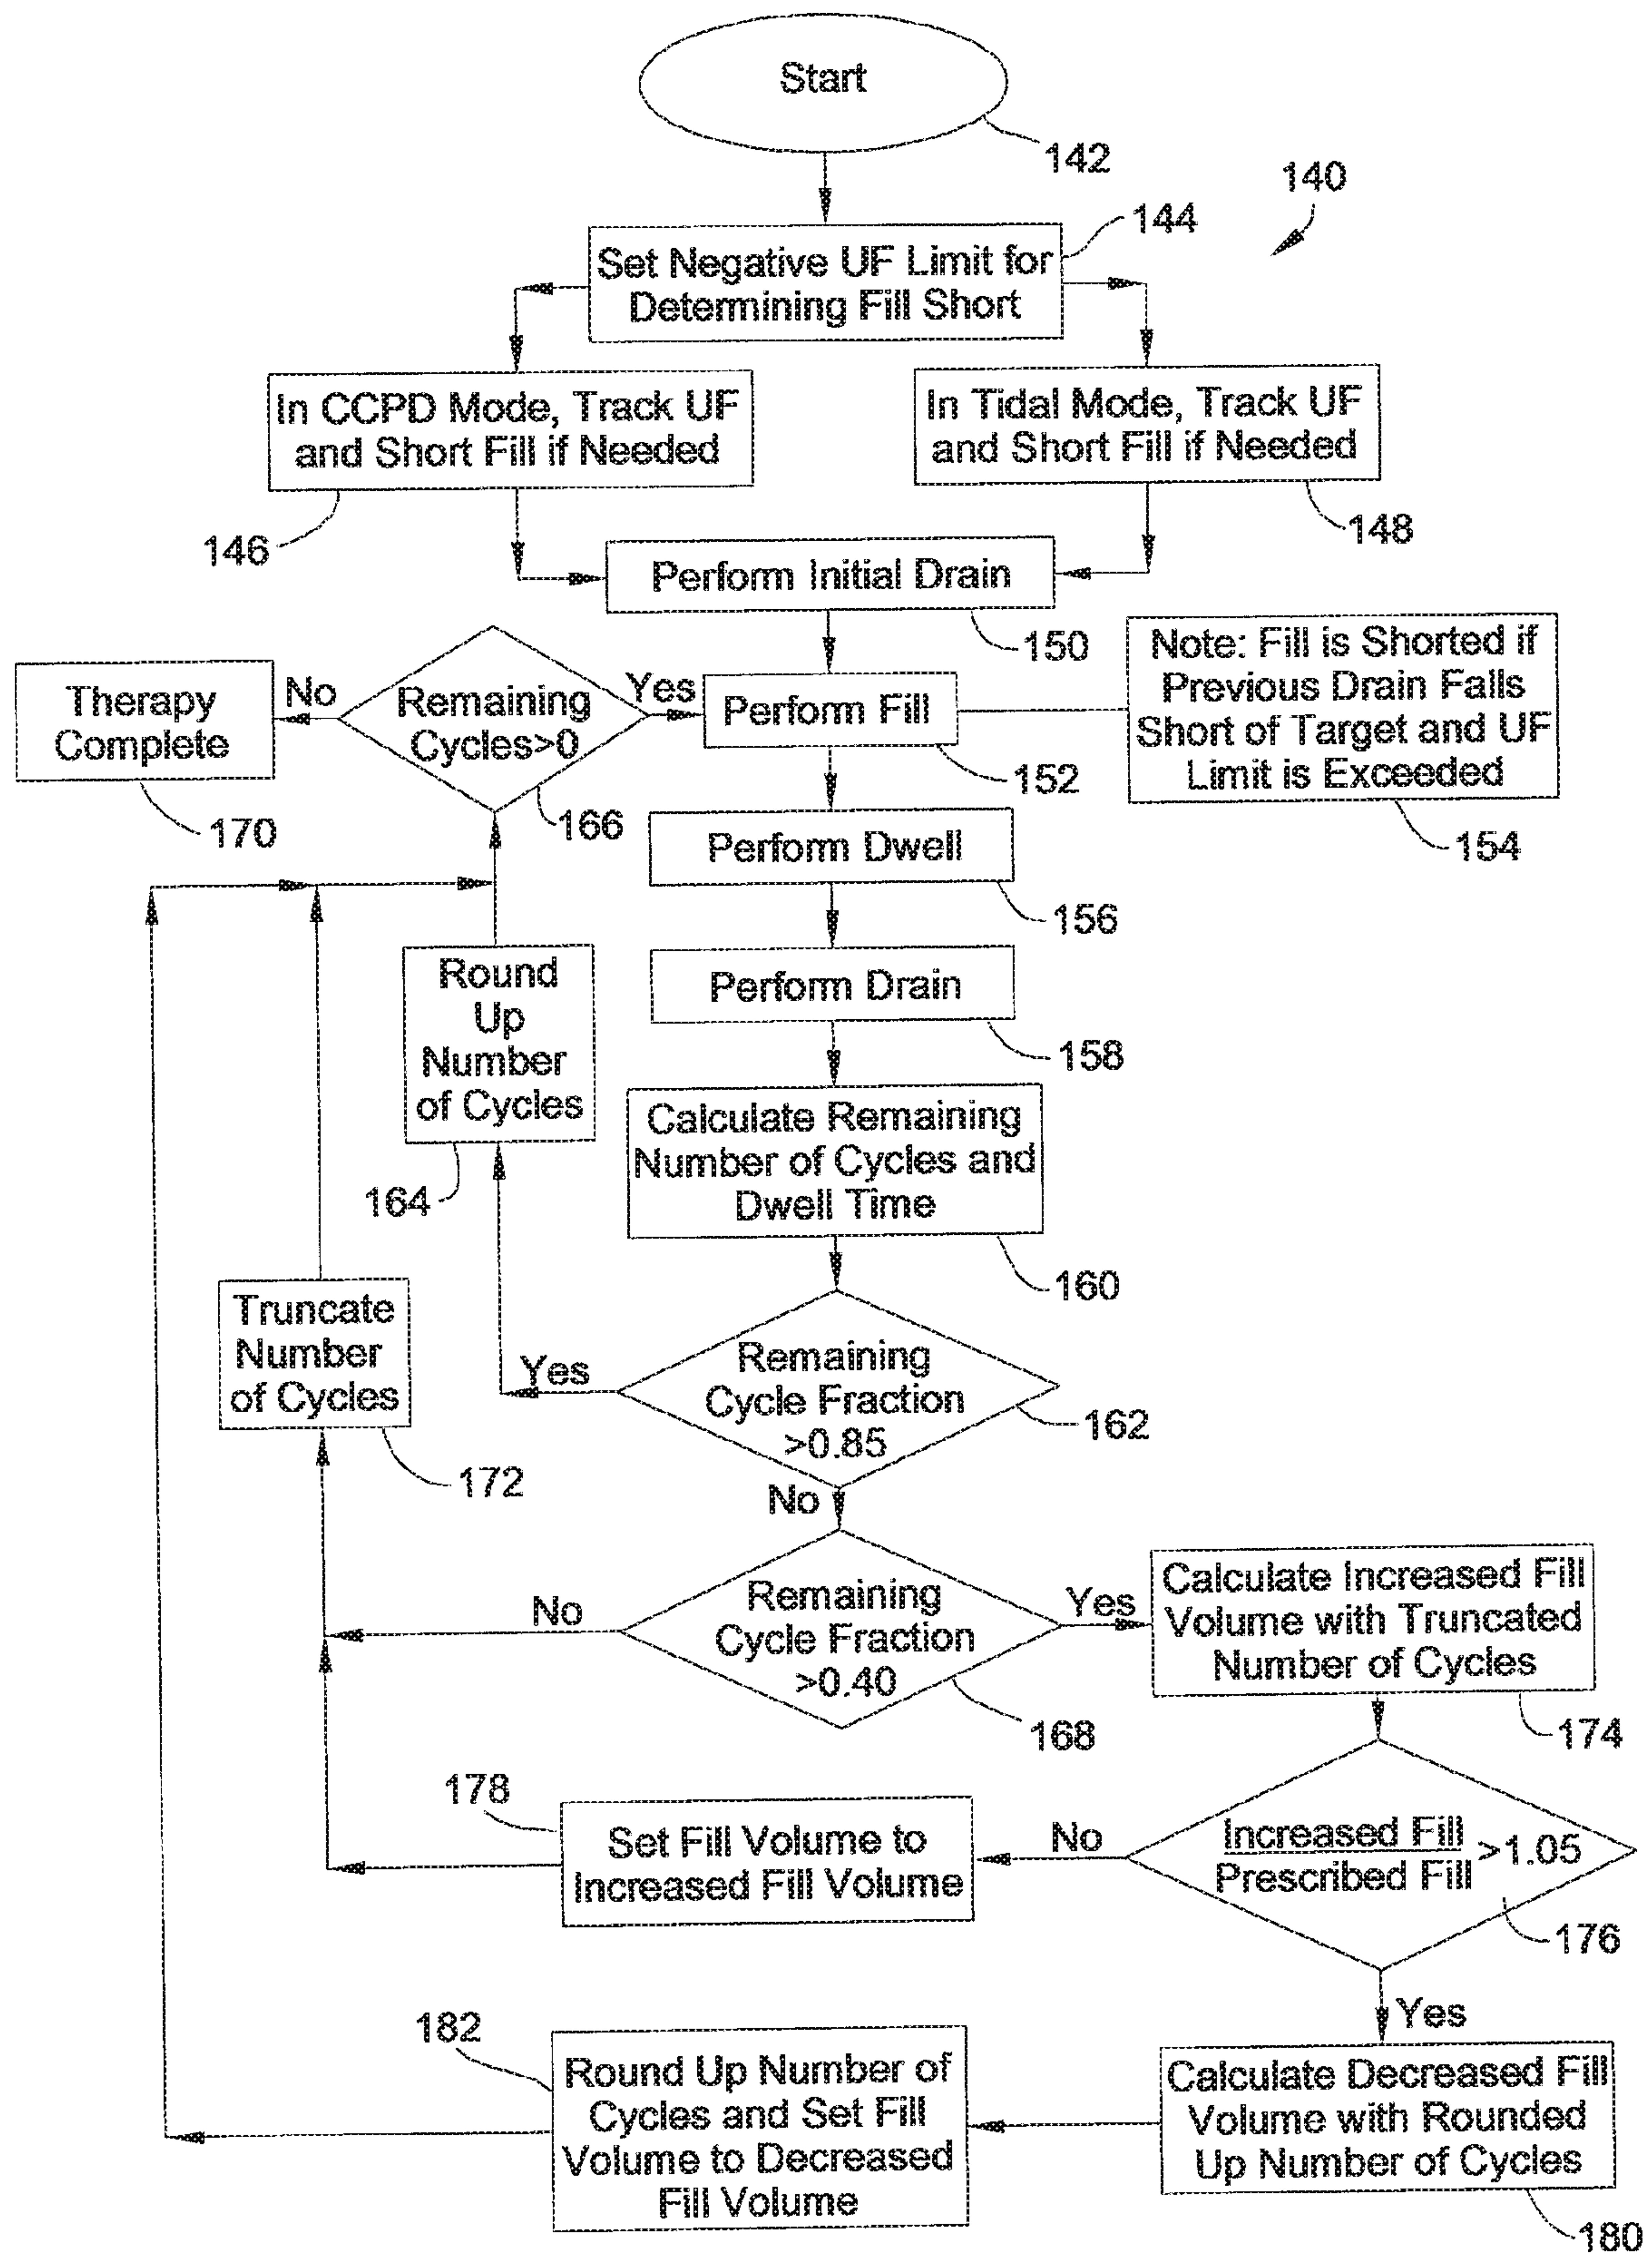 Start
142
140
144
Set Negative UF Limit for
Determining Fill Short
In CCPD Mode, Track UF
and Short Fill if Needed
146
In Tidal Mode, Track UF
and Short Fill if Needed
148
Perform Initial Drain
150
Therapy
Complete
170
No
Remaining
Cycles>0
166
Yes
Perform Fill
152
Note: Fill is Shorted if
Previous Drain Falls
Short of Target and UF
Limit is Exceeded
154
Perform Dwell
156
Perform Drain
158
Round
Up
Number
of Cycles
164
Calculate Remaining
Number of Cycles and
Dwell Time
160
Truncate
Number
of Cycles
172
Yes
Remaining
Cycle Fraction
>0.85
162
No
No
Remaining
Cycle Fraction
>0.40
168
Yes
Calculate Increased Fill
Volume with Truncated
Number of Cycles
174
178
Set Fill Volume to
Increased Fill Volume
No
Increased Fill
Prescribed Fill
>1.05
176
Yes
182
Round Up Number of
Cycles and Set Fill
Volume to Decreased
Fill Volume
Calculate Decreased Fill
Volume with Rounded
Up Number of Cycles
180